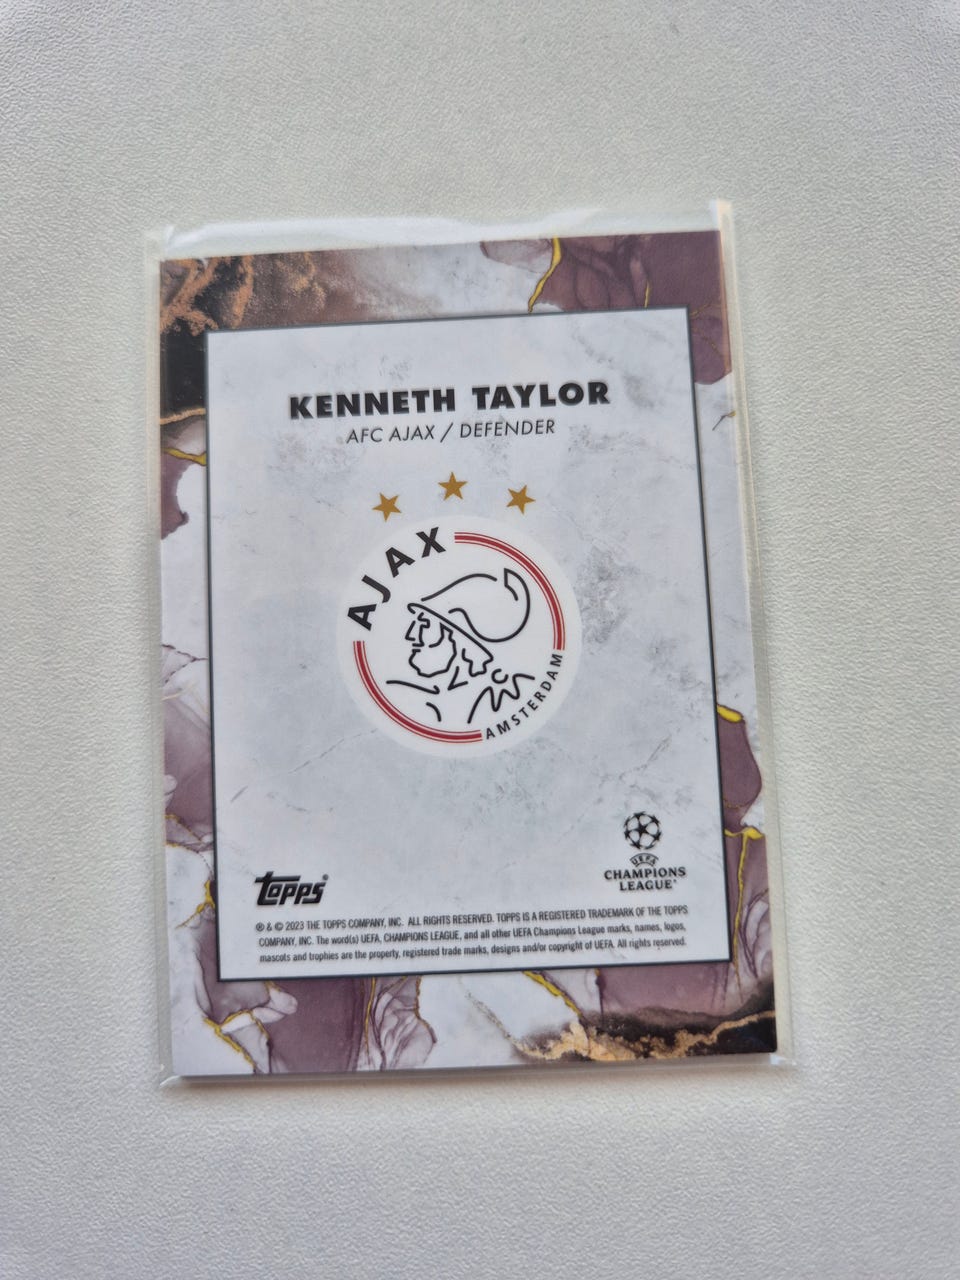 KENNETH TAYLOR
AFC AJAX / DEFENDER
AJAX
AMSTERDAM
UEFA
CHAMPIONS
LEAGUE®
topps®
® & © 2023 THE TOPPS COMPANY, INC. ALL RIGHTS RESERVED. TOPPS IS A REGISTERED TRADEMARK OF THE TOPPS
COMPANY, INC. The word(s) UEFA, CHAMPIONS LEAGUE, and all other UEFA Champions League marks, names, logos,
mascots and trophies are the property, registered trade marks, designs and/or copyright of UEFA. All rights reserved.